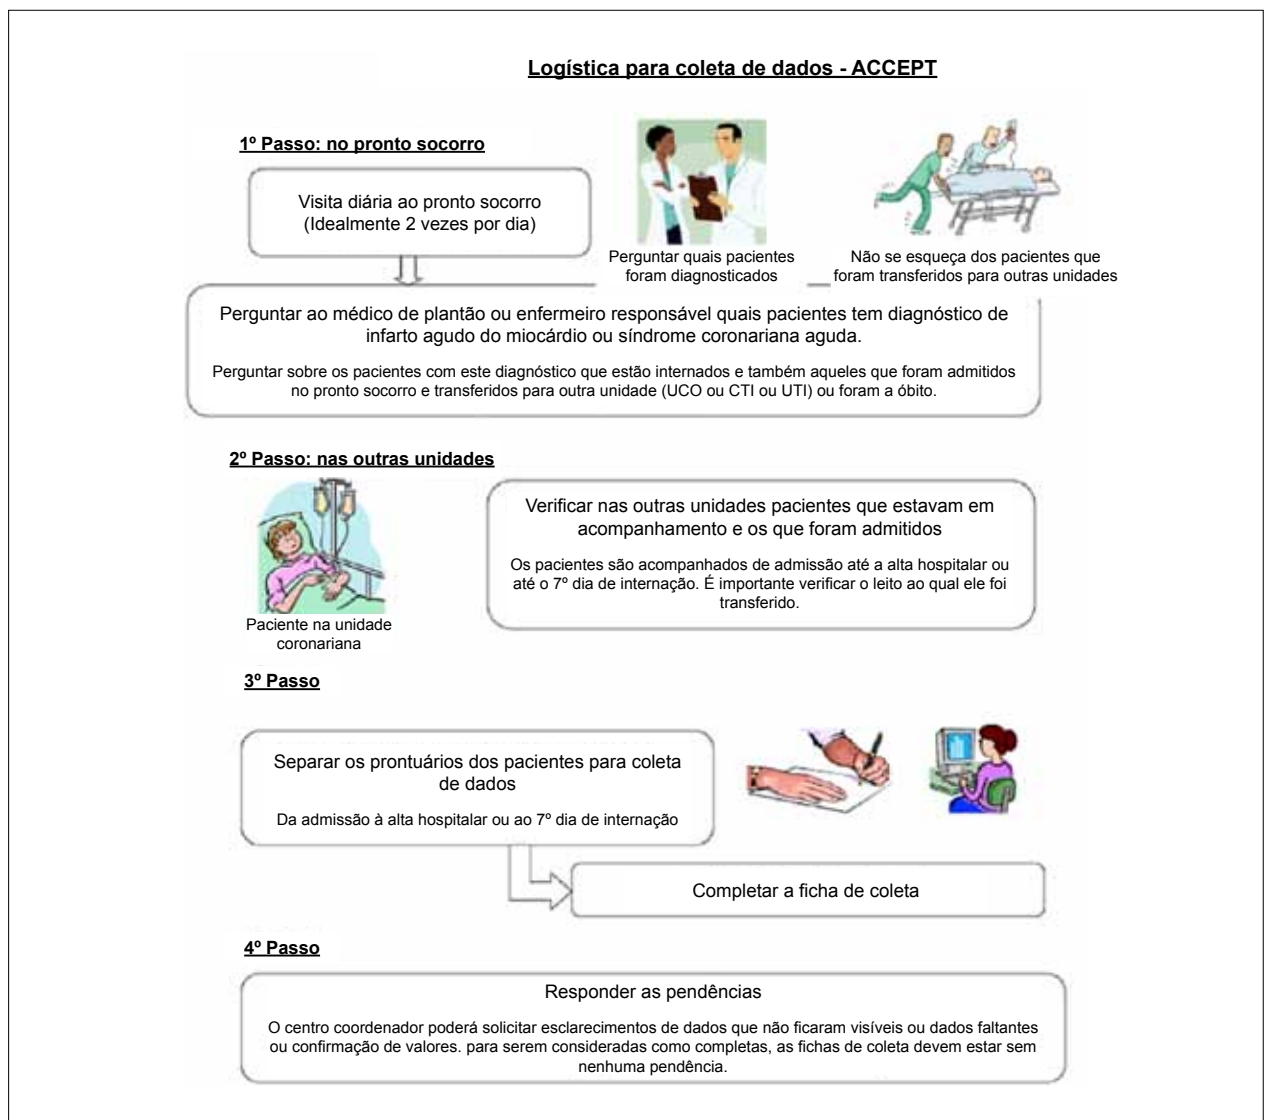 Logística para coleta de dados - ACCEPT
1º Passo: no pronto socorro
Visita diária ao pronto socorro
(Idealmente 2 vezes por dia)
Perguntar quais pacientes
foram diagnosticados
Não se esqueça dos pacientes que
foram transferidos para outras unidades
Perguntar ao médico de plantão ou enfermeiro responsável quais pacientes tem diagnóstico de
infarto agudo do miocárdio ou síndrome coronariana aguda.
Perguntar sobre os pacientes com este diagnóstico que estão internados e também aqueles que foram admitidos
no pronto socorro e transferidos para outra unidade (UCO ou CTI ou UTI) ou foram a óbito.
2º Passo: nas outras unidades
Paciente na unidade
coronariana
Verificar nas outras unidades pacientes que estavam em
acompanhamento e os que foram admitidos
Os pacientes são acompanhados de admissão até a alta hospitalar ou
até o 7º dia de internação. É importante verificar o leito ao qual ele foi
transferido.
3º Passo
Separar os prontuários dos pacientes para coleta
de dados
Da admissão à alta hospitalar ou ao 7º dia de internação
Completar a ficha de coleta
4º Passo
Responder as pendências
O centro coordenador poderá solicitar esclarecimentos de dados que não ficaram visíveis ou dados faltantes
ou confirmação de valores. para serem consideradas como completas, as fichas de coleta devem estar sem
nenhuma pendência.